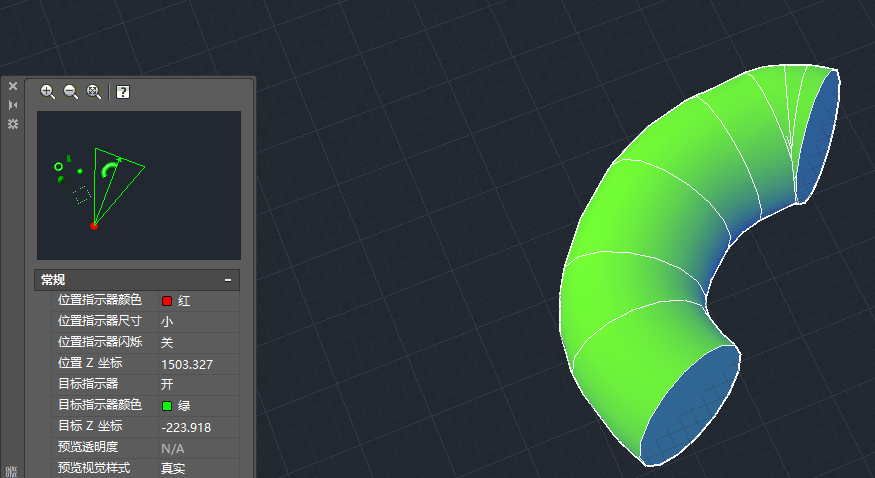 ?
常规
位置指示器颜色 红
位置指示器尺寸 小
位置指示器闪烁 关
位置 Z 坐标 1503.327
目标指示器 开
目标指示器颜色 绿
目标 Z 坐标 -223.918
预览透明度 N/A
预览视觉样式 真实